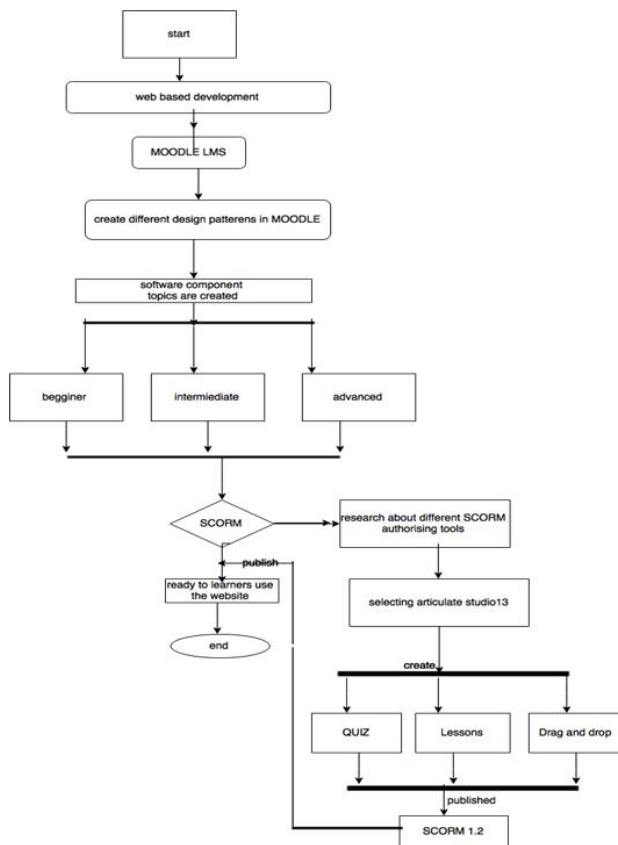 start
web based development
MOODLE LMS
create different design patterens in MOODLE
software component
topics are created
begginer
intermiediate
advanced
SCORM
research about different SCORM
authorising tools
publish
ready to learners use
the website
selecting articulate studio13
end
create
QUIZ
Lessons
Drag and drop
published
SCORM 1.2